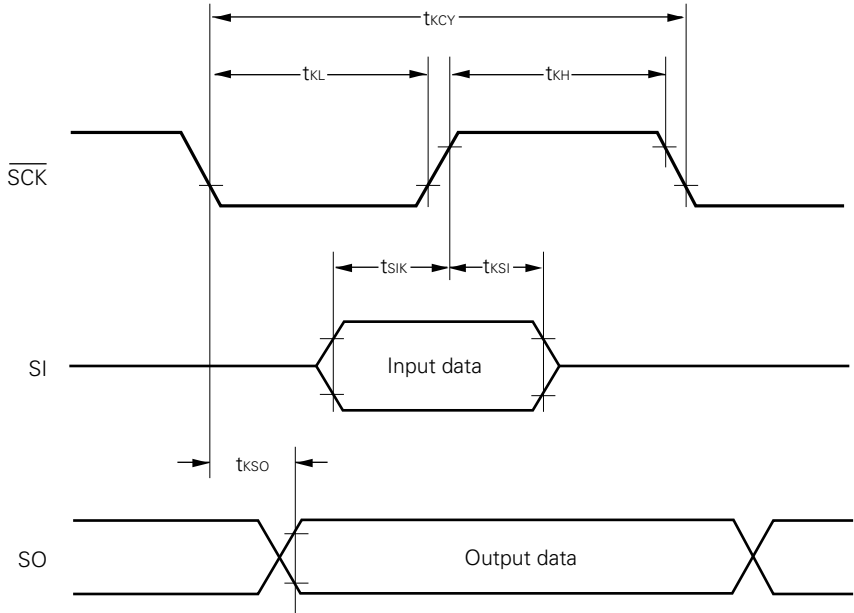 tKCY
tKL
tKH
SCK
tSIK
tKSI
SI
Input data
tKSO
SO
Output data